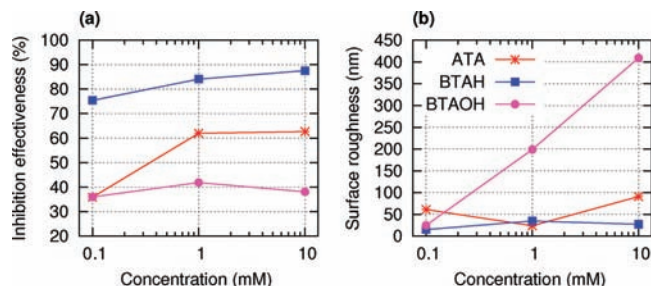 (a)
Inhibition effectiveness (%)
100
90
80
70
60
50
40
30
20
0.1 1 10
Concentration (mM)
(b)
Surface roughness (nm)
450
400
350
300
250
200
150
100
50
0
ATA
BTAH
BTAOH
0.1 1 10
Concentration (mM)